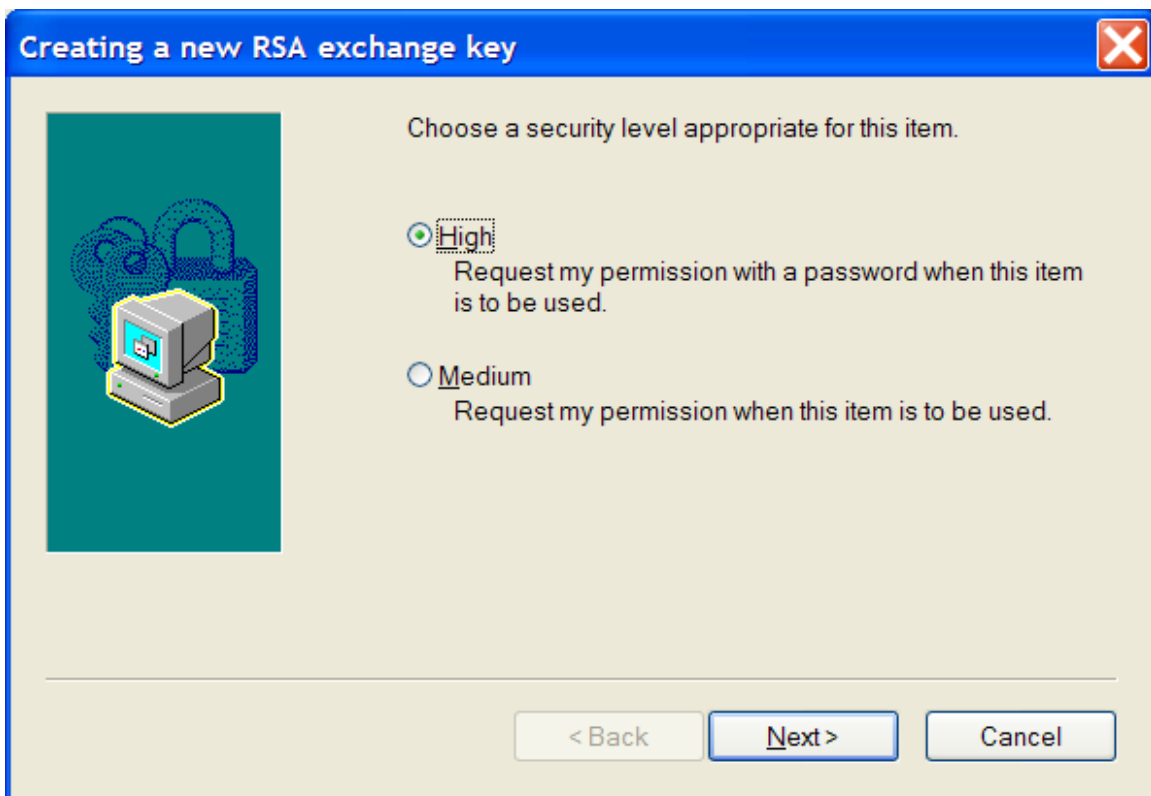 Creating a new RSA exchange key
Choose a security level appropriate for this item.
High
Request my permission with a password when this item
is to be used.
Medium
Request my permission when this item is to be used.
< Back
Next >
Cancel